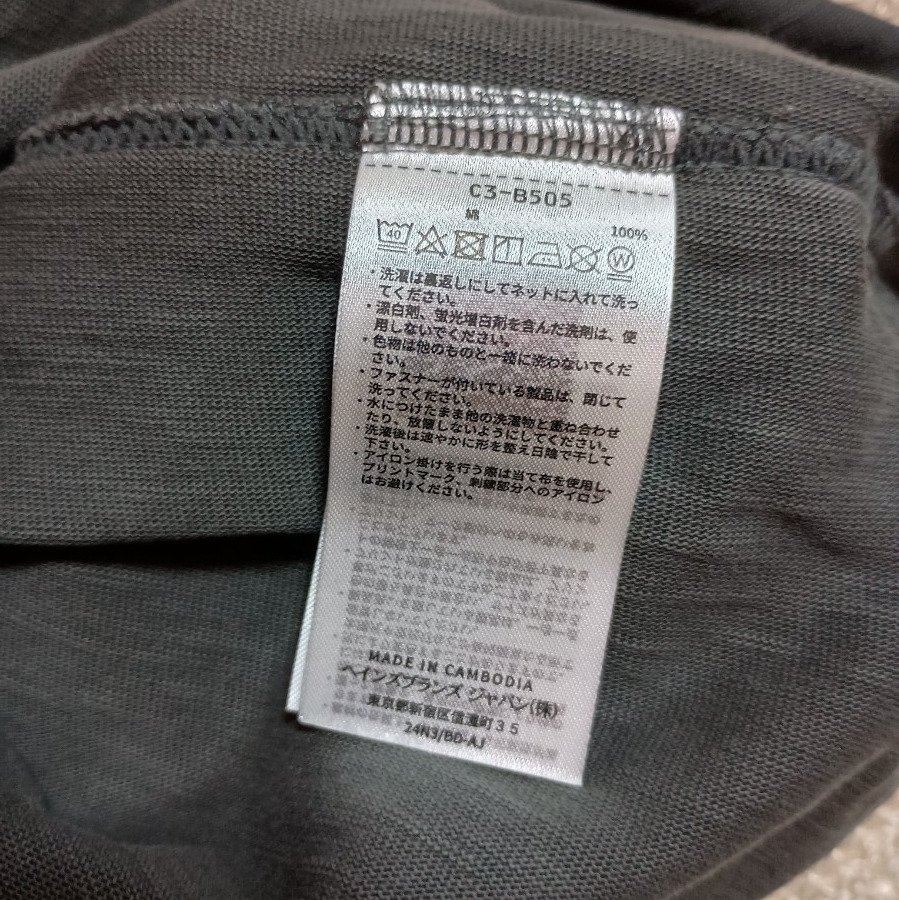 C3-B505
綿
100%
40
W
・洗濯は裏返しにしてネットに入れて洗っ
てください。
・漂白剤、蛍光増白剤を含んだ洗剤は、使
用しないでください。
・色物は他のものと一緒に洗わないでくだ
さい。
・ファスナーが付いている製品は、閉じて
洗ってください。
・水につけたまま他の洗濯物と重ね合わせ
たり、放置しないようにしてください。
・洗濯後は速やかに形を整え日陰で干して
下さい。
・アイロン掛けを行う際は当て布を使用し、
プリントマーク、刺繍部分へのアイロン
はお避けください。
MADE IN CAMBODIA
ヘインズブランズ ジャパン(株)
東京都新宿区信濃町35
24N3/BD-AJ